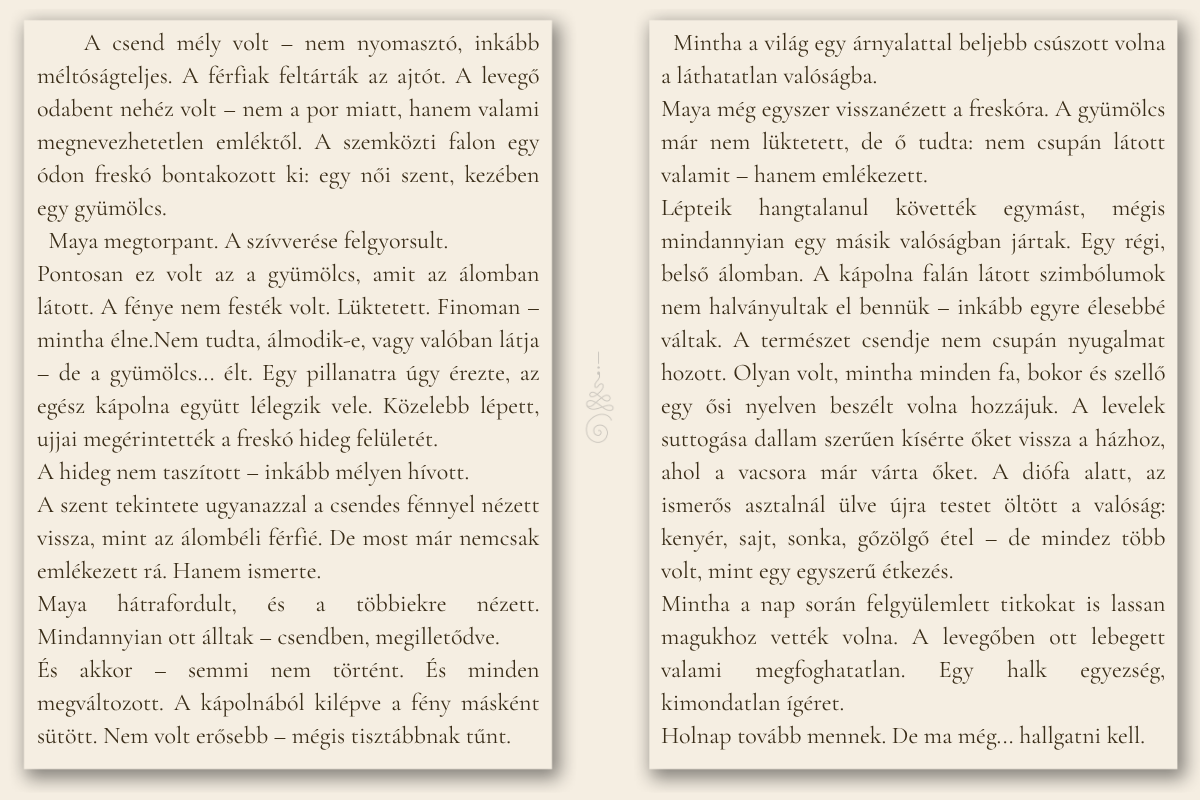 A csend mély volt – nem nyomasztó, inkább
méltóságteljes. A férfiak feltárták az ajtót. A levegő
odabent nehéz volt – nem a por miatt, hanem valami
megnevezhetetlen emléktől. A szemközti falon egy
ódon freskó bontakozott ki: egy női szent, kezében
egy gyümölcs.
Maya megtorpant. A szívverése felgyorsult.
Pontosan ez volt az a gyümölcs, amit az álomban
látott. A fénye nem festék volt. Lüktetett. Finoman –
mintha élne.Nem tudta, álmodik-e, vagy valóban látja
– de a gyümölcs... élt. Egy pillanatra úgy érezte, az
egész kápolna együtt lélegzik vele. Közelebb lépett,
ujjai megérintették a freskó hideg felületét.
A hideg nem taszított – inkább mélyen hívott.
A szent tekintete ugyanazzal a csendes fénnyel nézett
vissza, mint az álombéli férfié. De most már nemcsak
emlékezett rá. Hanem ismerte.
Maya hátrafordult, és a többiekre nézett.
Mindannyian ott álltak – csendben, megilletődve.
És akkor – semmi nem történt. És minden
megváltozott. A kápolnából kilépve a fény másként
sütött. Nem volt erősebb – mégis tisztábbnak tűnt.
Mintha a világ egy árnyalattal beljebb csúszott volna
a láthatatlan valóságba.
Maya még egyszer visszanézett a freskóra. A gyümölcs
már nem lüktetett, de ő tudta: nem csupán látott
valamit – hanem emlékezett.
Lépteik hangtalanul követték egymást, mégis
mindannyian egy másik valóságban jártak. Egy régi,
belső álomban. A kápolna falán látott szimbólumok
nem halványultak el bennük – inkább egyre élesebbé
váltak. A természet csendje nem csupán nyugalmat
hozott. Olyan volt, mintha minden fa, bokor és szellő
egy ősi nyelven beszélt volna hozzájuk. A levelek
suttogása dallam szerűen kísérte őket vissza a házhoz,
ahol a vacsora már várta őket. A diófa alatt, az
ismerős asztalnál ülve újra testet öltött a valóság:
kenyér, sajt, sonka, gőzölgő étel – de mindez több
volt, mint egy egyszerű étkezés.
Mintha a nap során felgyülemlett titkokat is lassan
magukhoz vették volna. A levegőben ott lebegett
valami megfoghatatlan. Egy halk egyezség,
kimondatlan ígéret.
Holnap tovább mennek. De ma még... hallgatni kell.